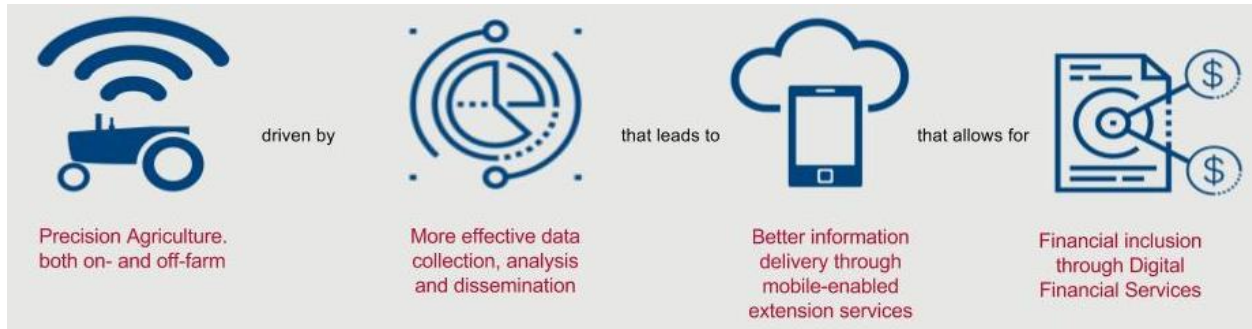 Precision Agriculture.
both on- and off-farm
driven by
More effective data
collection, analysis
and dissemination
that leads to
Better information
delivery through
mobile-enabled
extension services
that allows for
$
$
Financial inclusion
through Digital
Financial Services